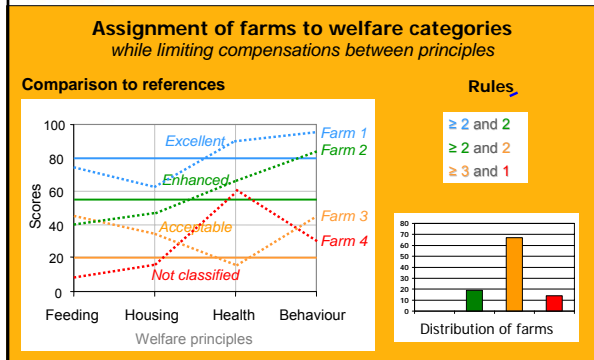 Assignment of farms to welfare categories
while limiting compensations between principles
Comparison to references
Rules
100
80
60
40
20
0
Scores
Excellent
Enhanced
Acceptable
Not classified
Farm 1
Farm 2
Farm 3
Farm 4
Feeding Housing Health Behaviour
Welfare principles
≥ 2 and 2
≥ 2 and 2
≥ 3 and 1
80
70
60
50
40
30
20
10
0
Distribution of farms